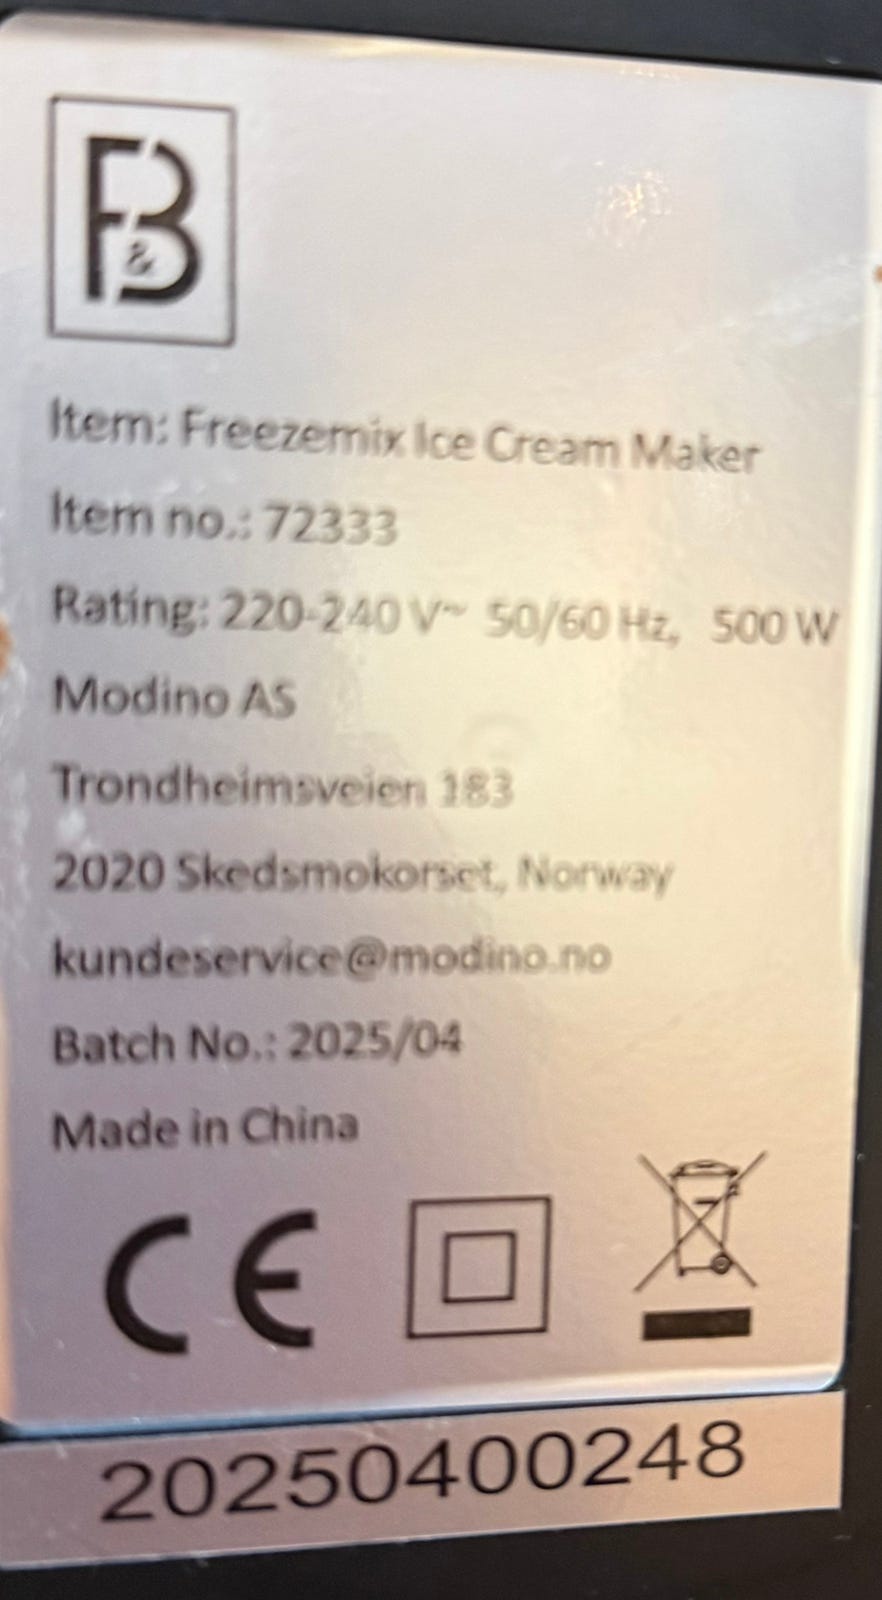 F&B
Item: Freezemix Ice Cream Maker
Item no.: 72333
Rating: 220-240 V~ 50/60 Hz, 500 W
Modino AS
Trondheimsveien 183
2020 Skedsmokorset, Norway
kundeservice@modino.no
Batch No.: 2025/04
Made in China
CE
20250400248